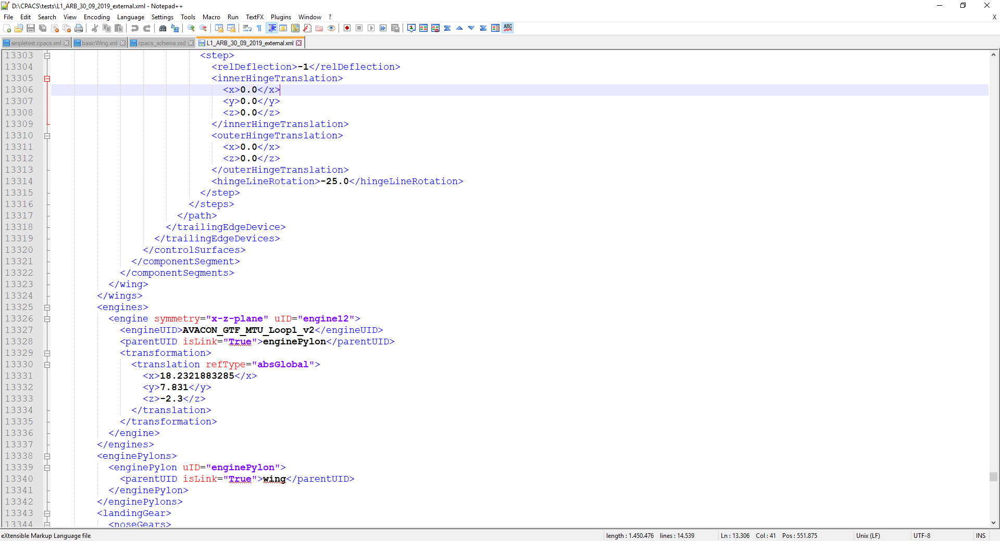 D:\CPACS\tests\L1_ARB_30_09_2019_external.xml - Notepad++
File Edit Search View Encoding Language Settings Tools Macro Run TextFX Plugins Window ? X
simpletest.cpacs.xml basicWing.xml cpacs_schema.xsd L1_ARB_30_09_2019_external.xml
13303 <step>
13304 <relDeflection>-1</relDeflection>
13305 <innerHingeTranslation>
13306 <x>0.0</x>
13307 <y>0.0</y>
13308 <z>0.0</z>
13309 </innerHingeTranslation>
13310 <outerHingeTranslation>
13311 <x>0.0</x>
13312 <z>0.0</z>
13313 </outerHingeTranslation>
13314 <hingeLineRotation>-25.0</hingeLineRotation>
13315 </step>
13316 </steps>
13317 </path>
13318 </trailingEdgeDevice>
13319 </trailingEdgeDevices>
13320 </controlSurfaces>
13321 </componentSegment>
13322 </componentSegments>
13323 </wing>
13324 </wings>
13325 <engines>
13326 <engine symmetry="x-z-plane" uID="engine12">
13327 <engineUID>AVACON_GTF_MTU_Loop1_v2</engineUID>
13328 <parentUID isLink="True">enginePylon</parentUID>
13329 <transformation>
13330 <translation refType="absGlobal">
13331 <x>18.2321883285</x>
13332 <y>7.831</y>
13333 <z>-2.3</z>
13334 </translation>
13335 </transformation>
13336 </engine>
13337 </engines>
13338 <enginePylons>
13339 <enginePylon uID="enginePylon">
13340 <parentUID isLink="True">wing</parentUID>
13341 </enginePylon>
13342 </enginePylons>
13343 <landingGear>
13344 <noseGears>
eXtensible Markup Language file length : 1.450.476 lines : 14.539 Ln : 13.306 Col : 41 Pos : 551.875 Unix (LF) UTF-8 INS